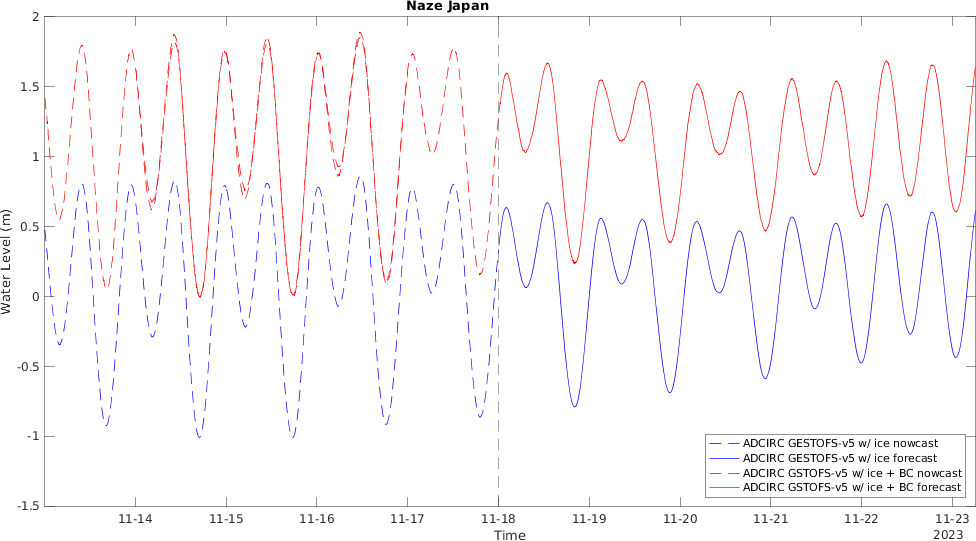 Naze Japan
2
1.5
1
0.5
0
-0.5
-1
-1.5
Water Level (m)
11-14 11-15 11-16 11-17 11-18 11-19 11-20 11-21 11-22 11-23
2023
Time
ADCIRC GESTOFS-v5 w/ ice nowcast
ADCIRC GESTOFS-v5 w/ ice forecast
ADCIRC GSTOFS-v5 w/ ice + BC nowcast
ADCIRC GSTOFS-v5 w/ ice + BC forecast